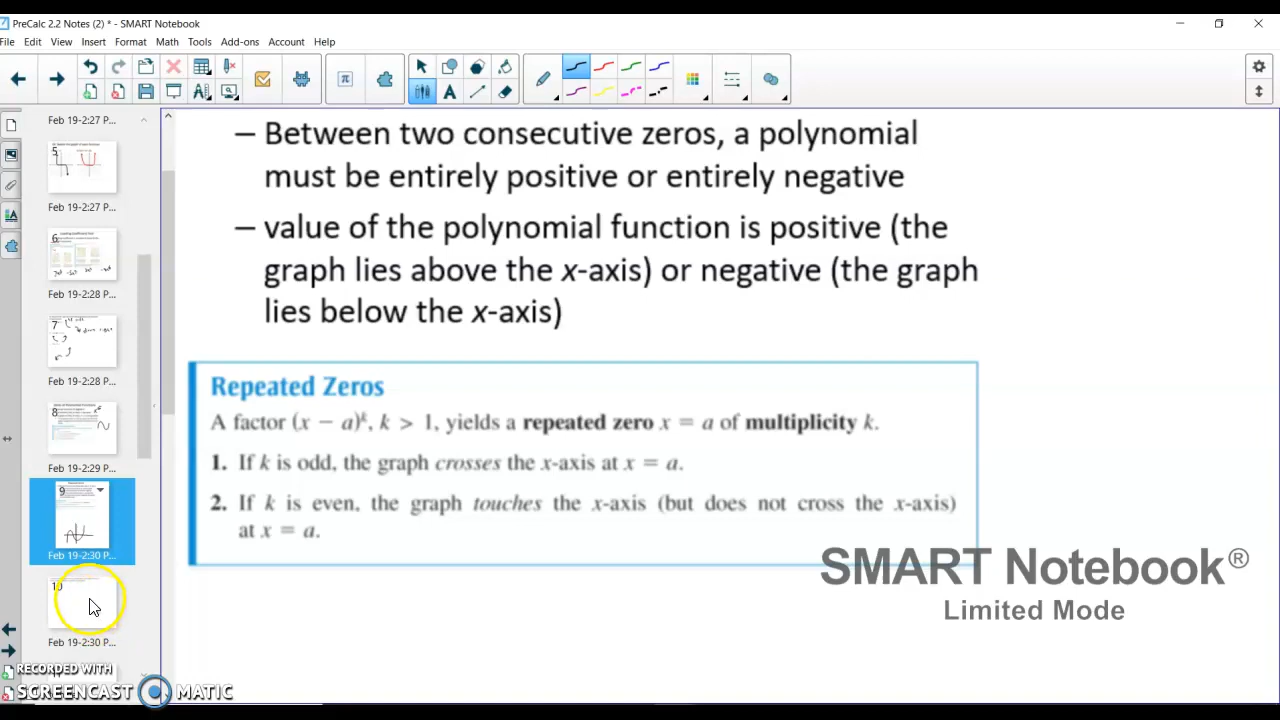 PreCalc 2.2 Notes (2) * - SMART Notebook
File Edit View Insert Format Math Tools Add-ons Account Help
Feb 19-2:27 P...
5
Feb 19-2:27 P...
6
Feb 19-2:28 P...
7
Feb 19-2:28 P...
8
Feb 19-2:29 P...
9
Feb 19-2:30 P...
10
Feb 19-2:30 P...
– Between two consecutive zeros, a polynomial
must be entirely positive or entirely negative
– value of the polynomial function is positive (the
graph lies above the x-axis) or negative (the graph
lies below the x-axis)
Repeated Zeros
A factor (x − a)^k, k > 1, yields a repeated zero x = a of multiplicity k.
1. If k is odd, the graph crosses the x-axis at x = a.
2. If k is even, the graph touches the x-axis (but does not cross the x-axis)
at x = a.
SMART Notebook®
Limited Mode
RECORDED WITH
SCREENCAST MATIC